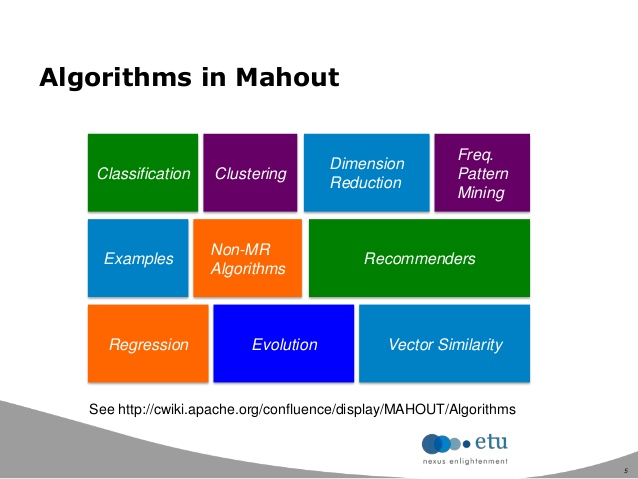 Algorithms in Mahout
Classification
Clustering
Dimension
Reduction
Freq.
Pattern
Mining
Examples
Non-MR
Algorithms
Recommenders
Regression
Evolution
Vector Similarity
See http://cwiki.apache.org/confluence/display/MAHOUT/Algorithms
etu
nexus enlightenment
5